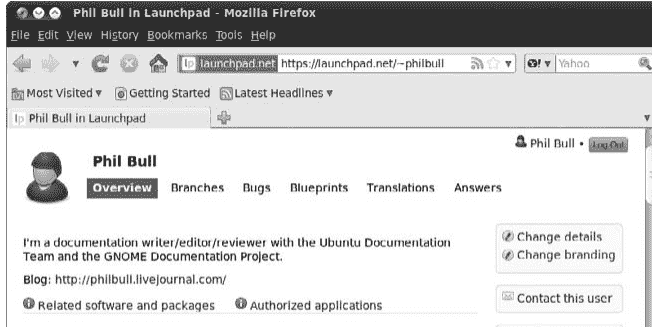 Phil Bull in Launchpad - Mozilla Firefox
File Edit View History Bookmarks Tools Help
lp launchpad.net https://launchpad.net/~philbull Y! Yahoo
Most Visited Getting Started Latest Headlines
lp Phil Bull in Launchpad
Phil Bull • Log Out
Phil Bull
Overview Branches Bugs Blueprints Translations Answers
I'm a documentation writer/editor/reviewer with the Ubuntu Documentation
Team and the GNOME Documentation Project.
Change details
Change branding
Blog: http://philbull.livejournal.com/
Contact this user
Related software and packages Authorized applications